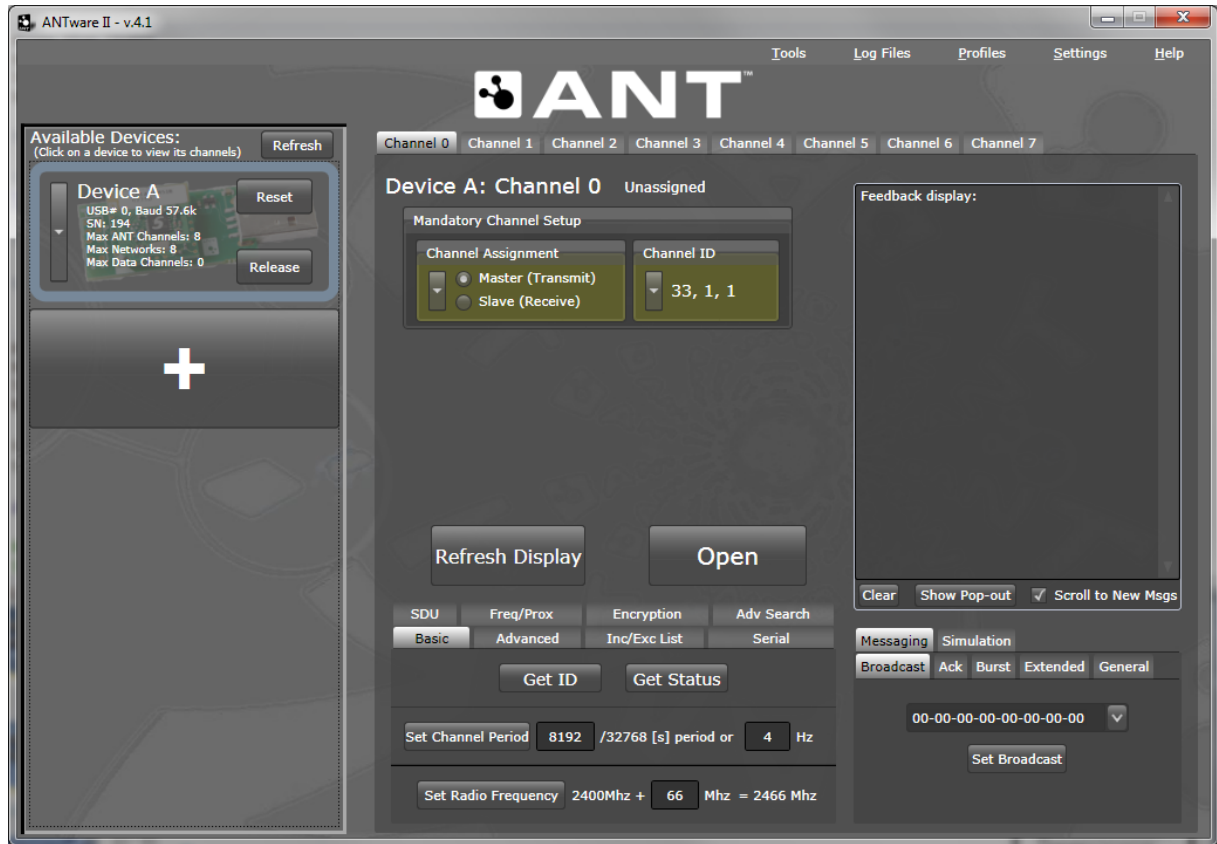 ANTware II - v.4.1
Tools Log Files Profiles Settings Help
ANT™
Available Devices:
(Click on a device to view its channels)
Refresh
Device A
USB# 0, Baud 57.6k
SN: 194
Max ANT Channels: 8
Max Networks: 8
Max Data Channels: 0
Reset
Release
Channel 0 Channel 1 Channel 2 Channel 3 Channel 4 Channel 5 Channel 6 Channel 7
Device A: Channel 0 Unassigned
Mandatory Channel Setup
Channel Assignment
Master (Transmit)
Slave (Receive)
Channel ID
33, 1, 1
Refresh Display
Open
SDU Freq/Prox Encryption Adv Search
Basic Advanced Inc/Exc List Serial
Get ID Get Status
Set Channel Period 8192 /32768 [s] period or 4 Hz
Set Radio Frequency 2400Mhz + 66 Mhz = 2466 Mhz
Feedback display:
Clear Show Pop-out Scroll to New Msgs
Messaging Simulation
Broadcast Ack Burst Extended General
00-00-00-00-00-00-00-00
Set Broadcast